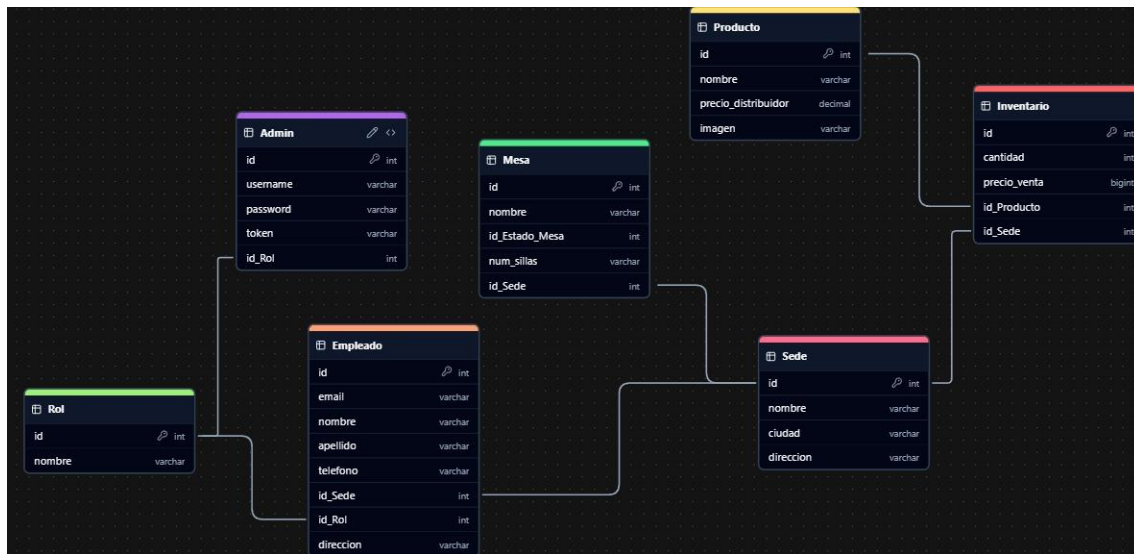 Producto
id int
nombre varchar
precio_distribuidor decimal
imagen varchar
Inventario
id int
cantidad int
precio_venta bigint
id_Producto int
id_Sede int
Admin
id int
username varchar
password varchar
token varchar
id_Rol int
Mesa
id int
nombre varchar
id_Estado_Mesa int
num_sillas varchar
id_Sede int
Empleado
id int
email varchar
nombre varchar
apellido varchar
telefono varchar
id_Sede int
id_Rol int
direccion varchar
Sede
id int
nombre varchar
ciudad varchar
direccion varchar
Rol
id int
nombre varchar